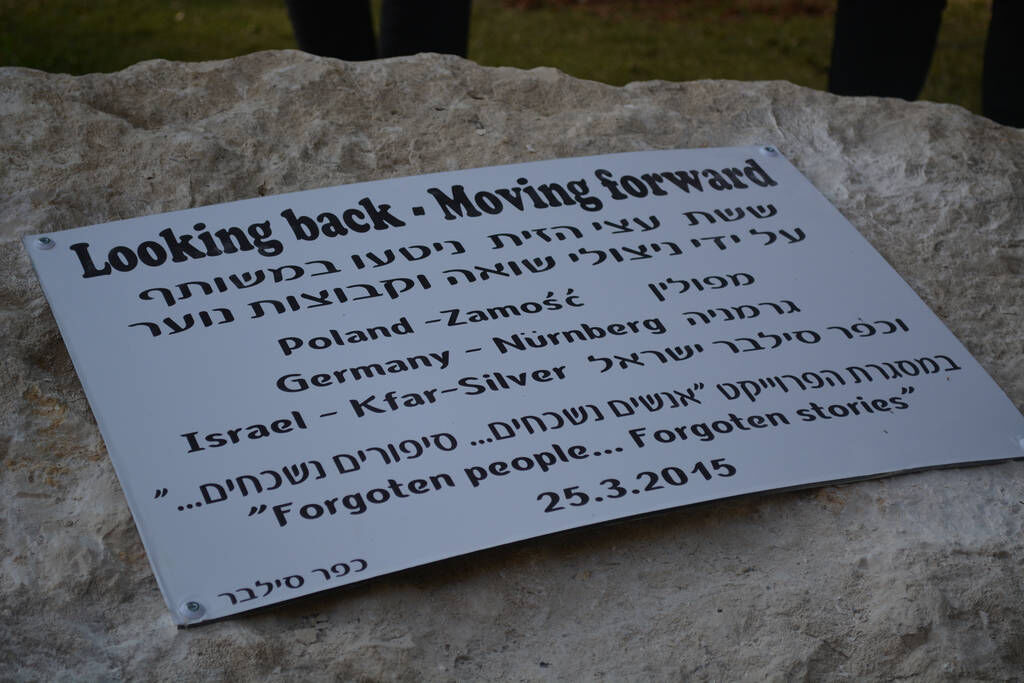 Looking back - Moving forward
ששת עצי הזית ניטעו במשותף
על ידי ניצולי שואה וקבוצות נוער
Poland -Zamość מפולין
Germany - Nürnberg גרמניה
Israel - Kfar-Silver וכפר סילבר ישראל
במסגרת הפרוייקט "אנשים נשכחים... סיפורים נשכחים..."
"Forgoten people... Forgoten stories"
25.3.2015
כפר סילבר